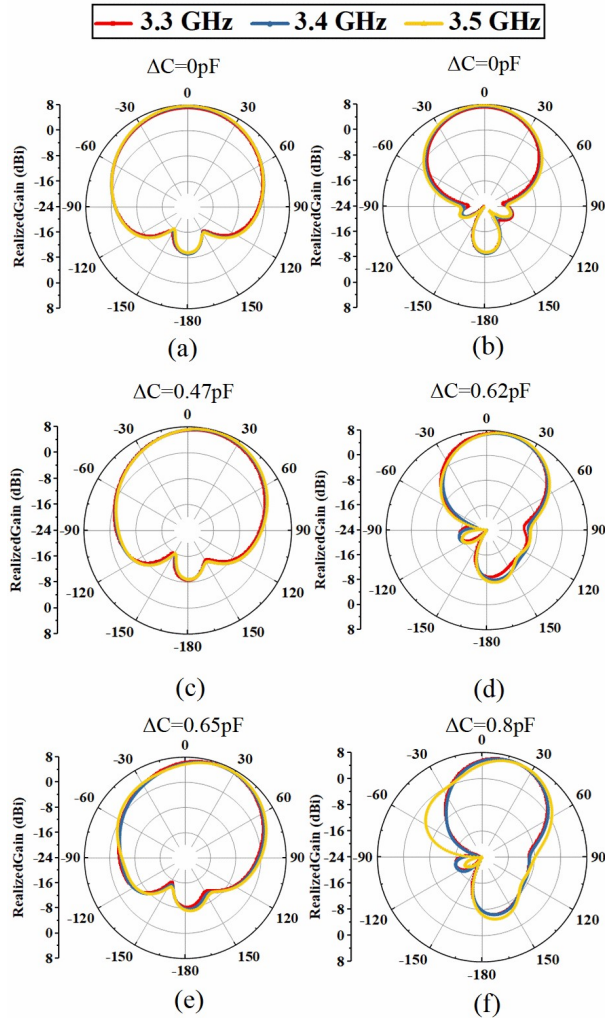 3.3 GHz 3.4 GHz 3.5 GHz
ΔC=0pF ΔC=0pF
RealizedGain (dBi) 8 0 -8 -16 -24 -16 -8 0 8
0 30 60 90 120 150 -180 -150 -120 -90 -60 -30
RealizedGain (dBi) 8 0 -8 -16 -24 -16 -8 0 8
0 30 60 90 120 150 -180 -150 -120 -90 -60 -30
(a) (b)
ΔC=0.47pF ΔC=0.62pF
RealizedGain (dBi) 8 0 -8 -16 -24 -16 -8 0 8
0 30 60 90 120 150 -180 -150 -120 -90 -60 -30
RealizedGain (dBi) 8 0 -8 -16 -24 -16 -8 0 8
0 30 60 90 120 150 -180 -150 -120 -90 -60 -30
(c) (d)
ΔC=0.65pF ΔC=0.8pF
RealizedGain (dBi) 8 0 -8 -16 -24 -16 -8 0 8
0 30 60 90 120 150 -180 -150 -120 -90 -60 -30
RealizedGain (dBi) 8 0 -8 -16 -24 -16 -8 0 8
0 30 60 90 120 150 -180 -150 -120 -90 -60 -30
(e) (f)